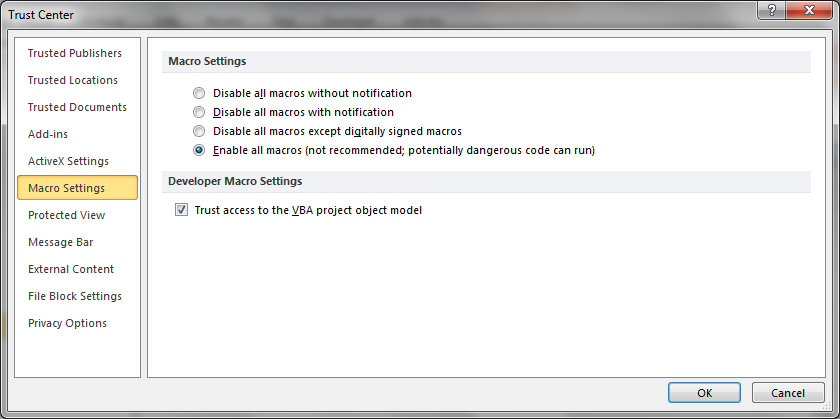 Trust Center
Trusted Publishers
Trusted Locations
Trusted Documents
Add-ins
ActiveX Settings
Macro Settings
Protected View
Message Bar
External Content
File Block Settings
Privacy Options
Macro Settings
Disable all macros without notification
Disable all macros with notification
Disable all macros except digitally signed macros
Enable all macros (not recommended; potentially dangerous code can run)
Developer Macro Settings
Trust access to the VBA project object model
OK
Cancel